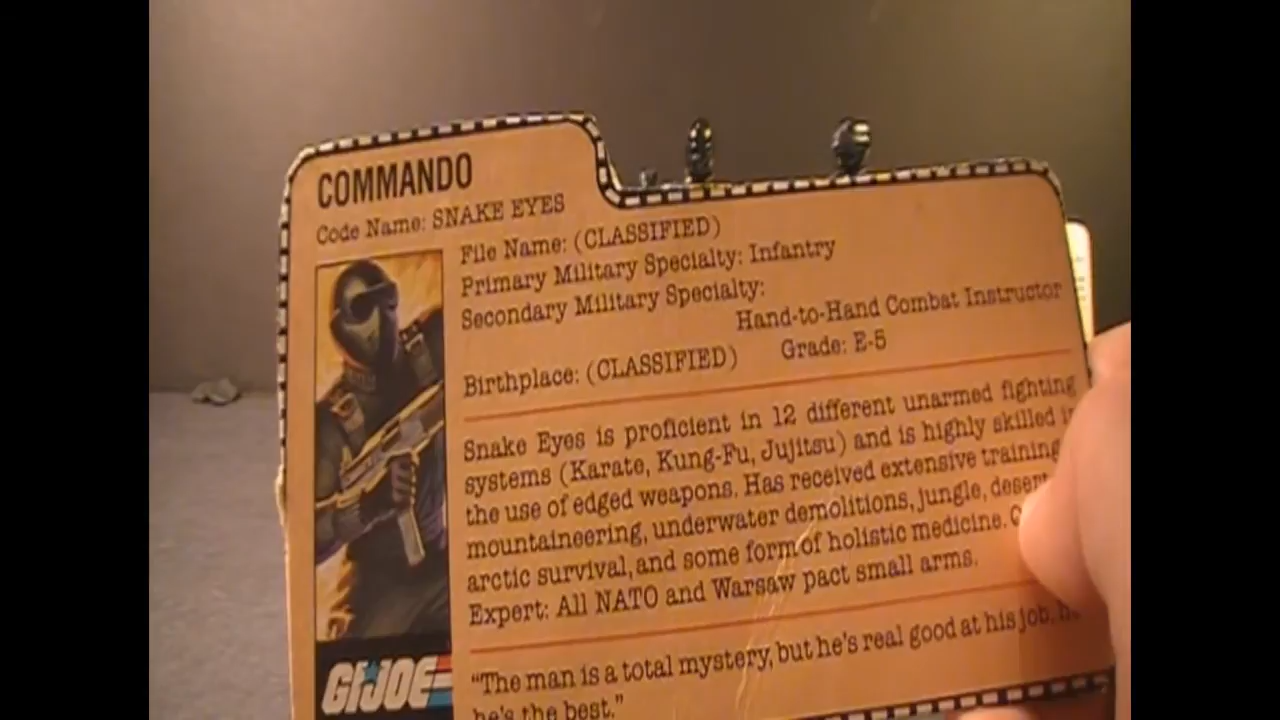 COMMANDO
Code Name: SNAKE EYES
File Name: (CLASSIFIED)
Primary Military Specialty: Infantry
Secondary Military Specialty:
Hand-to-Hand Combat Instructor
Birthplace: (CLASSIFIED) Grade: E-5
Snake Eyes is proficient in 12 different unarmed fighting
systems (Karate, Kung-Fu, Jujitsu) and is highly skilled in
the use of edged weapons. Has received extensive training
mountaineering, underwater demolitions, jungle, desert
arctic survival, and some form of holistic medicine.
Expert: All NATO and Warsaw pact small arms.
"The man is a total mystery, but he's real good at his job,
he's the best."
GI JOE